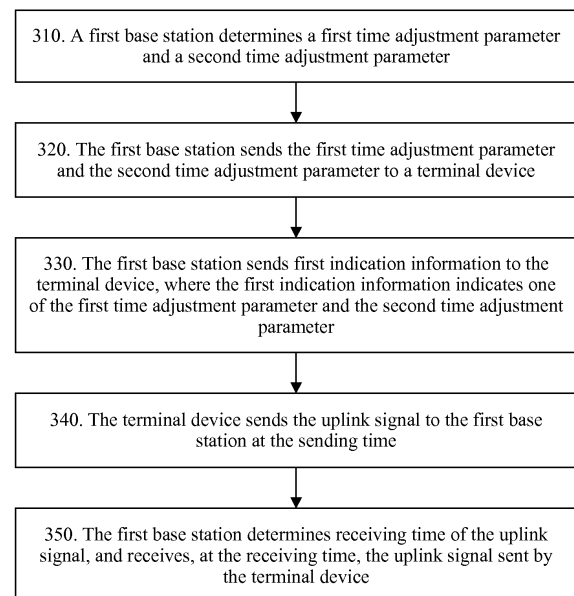 310. A first base station determines a first time adjustment parameter
and a second time adjustment parameter
320. The first base station sends the first time adjustment parameter
and the second time adjustment parameter to a terminal device
330. The first base station sends first indication information to the
terminal device, where the first indication information indicates one
of the first time adjustment parameter and the second time adjustment
parameter
340. The terminal device sends the uplink signal to the first base
station at the sending time
350. The first base station determines receiving time of the uplink
signal, and receives, at the receiving time, the uplink signal sent by
the terminal device